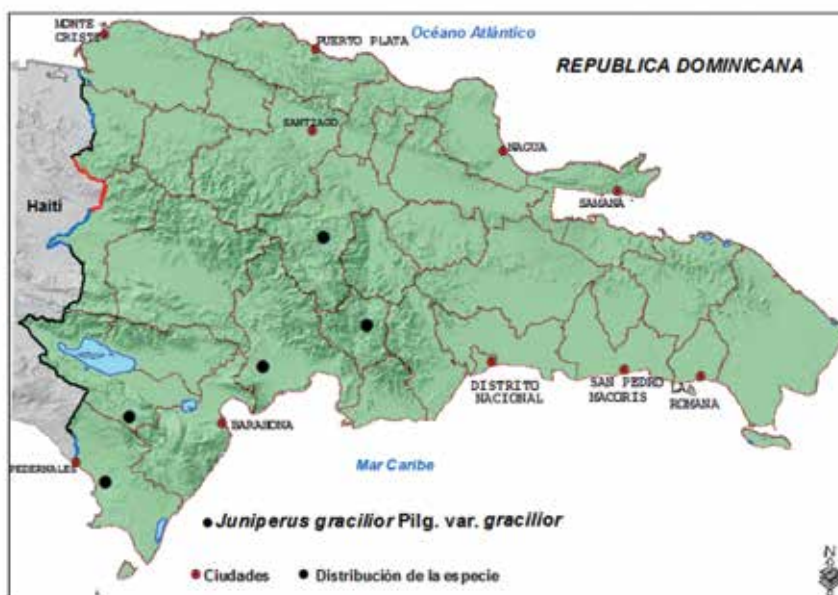 MONTE
CRISTI
PUERTO PLATA
Océano Atlántico
REPUBLICA DOMINICANA
SANTIAGO
NAGUA
SAMANA
Haití
DISTRITO
NACIONAL
SAN PEDRO
MACORIS
LA
ROMANA
BARAHONA
PEDERNALES
Mar Caribe
Juniperus gracilior Pilg. var. gracilior
Ciudades
Distribución de la especie
N